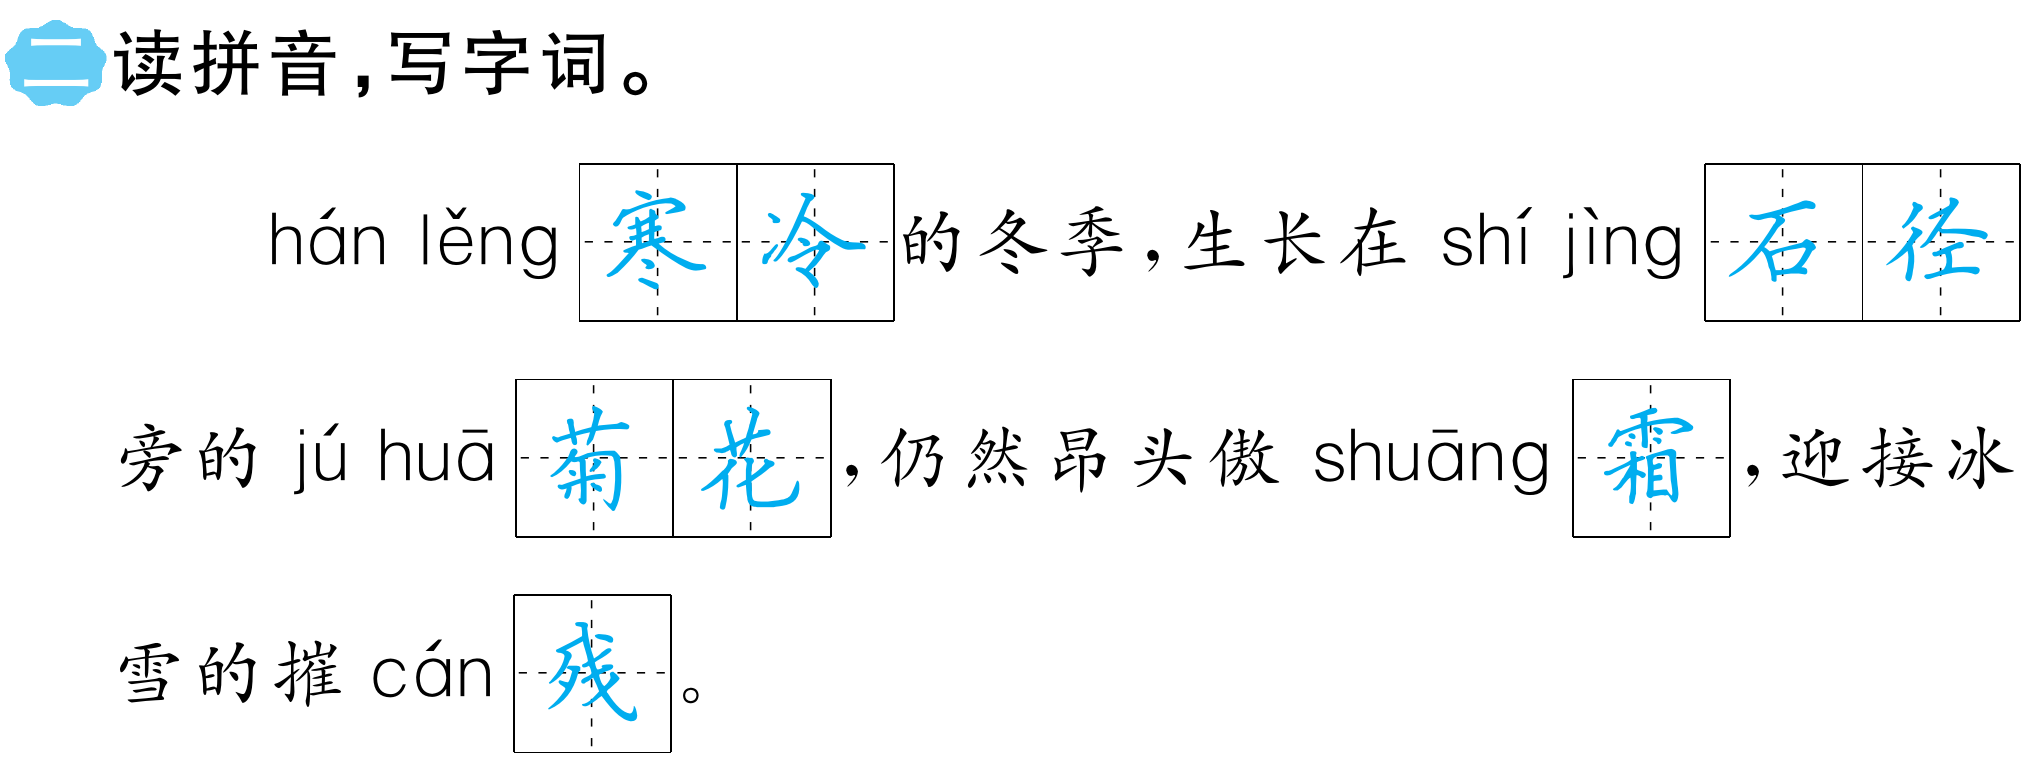 二 读拼音,写字词。
hán lěng 寒冷的冬季,生长在 shí jìng 石径
旁的 jú huā 菊花,仍然昂头傲 shuāng 霜,迎接冰
雪的摧 cán 残。